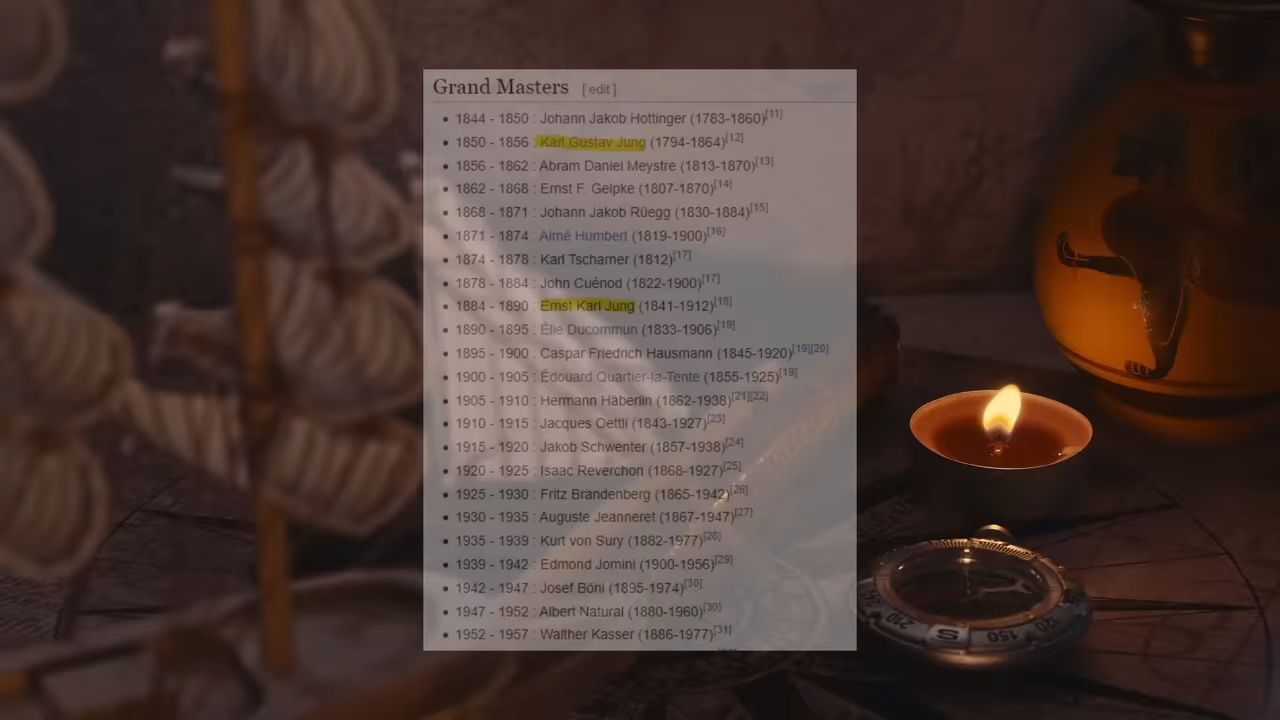 Grand Masters [ edit ]
1844 - 1850 : Johann Jakob Hottinger (1783-1860)[11]
1850 - 1856 : Karl Gustav Jung (1794-1864)[12]
1856 - 1862 : Abram Daniel Meystre (1813-1870)[13]
1862 - 1868 : Ernst F. Gelpke (1807-1870)[14]
1868 - 1871 : Johann Jakob Rüegg (1830-1884)[15]
1871 - 1874 : Aimé Humbert (1819-1900)[16]
1874 - 1878 : Karl Tscharner (1812)[17]
1878 - 1884 : John Cuénod (1822-1900)[17]
1884 - 1890 : Ernst Karl Jung (1841-1912)[18]
1890 - 1895 : Élie Ducommun (1833-1906)[19]
1895 - 1900 : Caspar Friedrich Hausmann (1845-1920)[19][20]
1900 - 1905 : Édouard Quartier-la-Tente (1855-1925)[19]
1905 - 1910 : Hermann Häberlin (1862-1938)[21][22]
1910 - 1915 : Jacques Oettli (1843-1927)[23]
1915 - 1920 : Jakob Schwenter (1857-1938)[24]
1920 - 1925 : Isaac Reverchon (1868-1927)[25]
1925 - 1930 : Fritz Brandenberg (1865-1942)[26]
1930 - 1935 : Auguste Jeanneret (1867-1947)[27]
1935 - 1939 : Kurt von Sury (1882-1977)[28]
1939 - 1942 : Edmond Jomini (1900-1956)[29]
1942 - 1947 : Josef Böni (1895-1974)[30]
1947 - 1952 : Albert Natural (1880-1960)[30]
1952 - 1957 : Walther Kasser (1886-1977)[31]
210 S 150 120